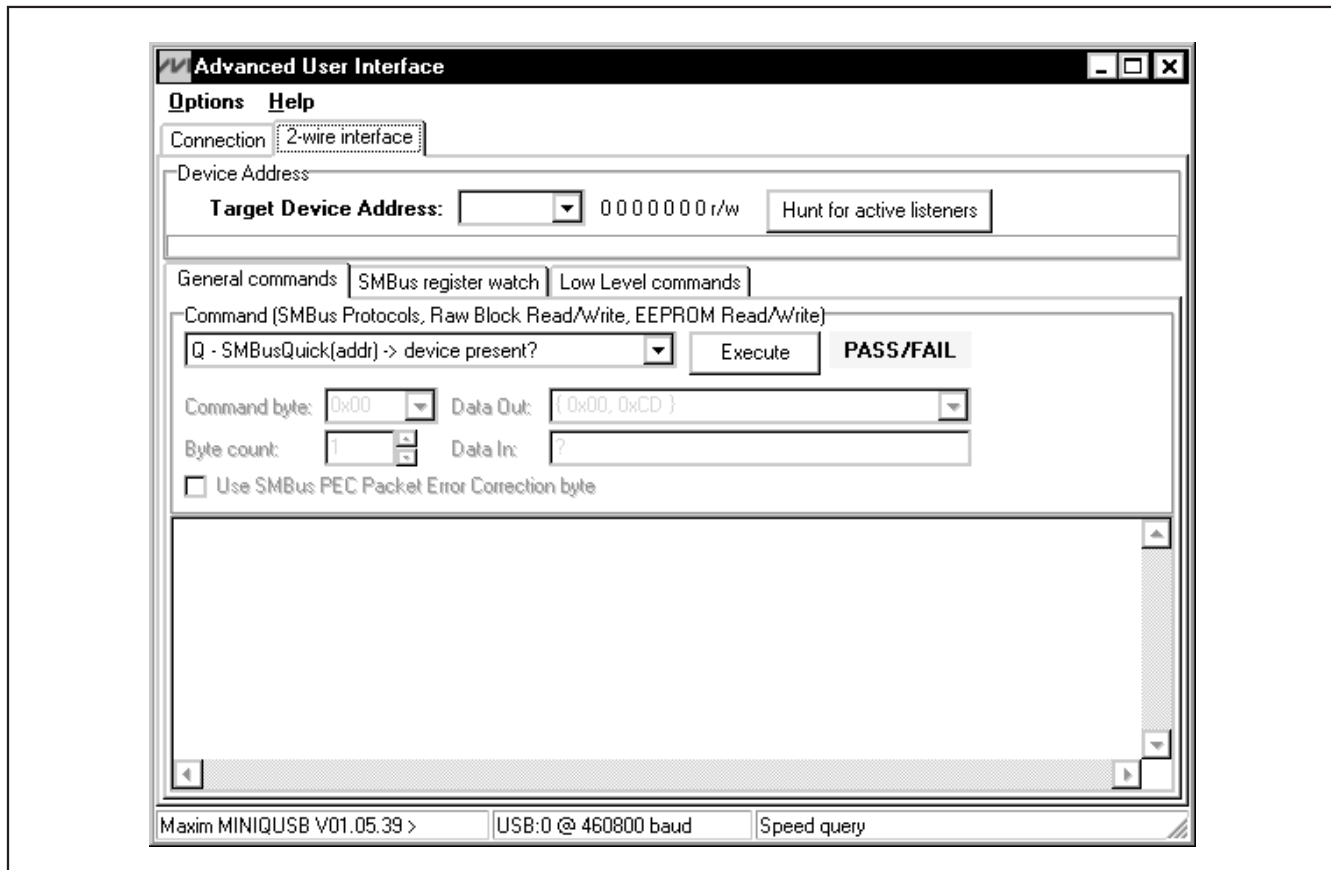 Advanced User Interface
Options Help
Connection 2-wire interface
Device Address
Target Device Address: 0 0 0 0 0 0 0 r/w Hunt for active listeners
General commands SMBus register watch Low Level commands
Command (SMBus Protocols, Raw Block Read/Write, EEPROM Read/Write)
Q - SMBusQuick(addr) -> device present? Execute PASS/FAIL
Command byte: 0x00 Data Out: { 0x00, 0xCD }
Byte count: 1 Data In: ?
Use SMBus PEC Packet Error Correction byte
Maxim MINIQUSB V01.05.39 > USB:0 @ 460800 baud Speed query